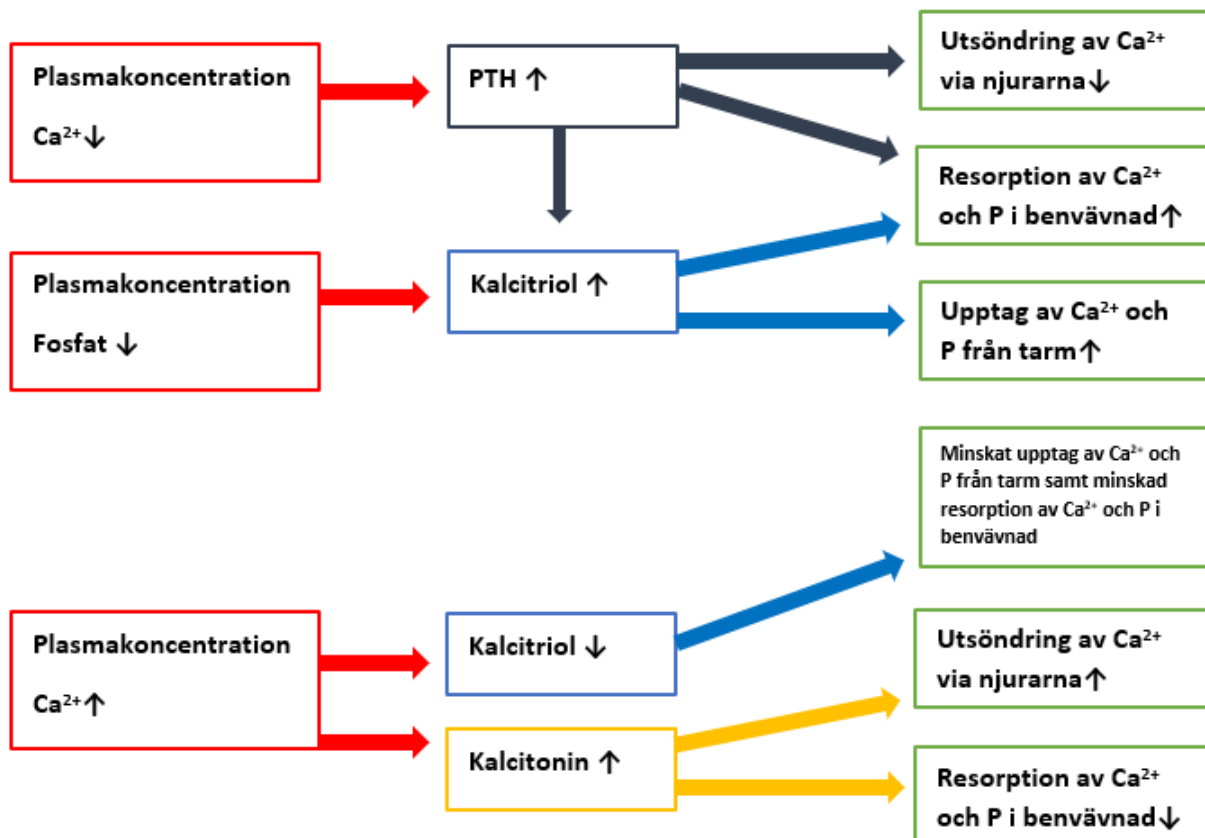 Plasmakoncentration
Ca²⁺↓
PTH ↑
Utsöndring av Ca²⁺
via njurarna↓
Resorption av Ca²⁺
och P i benvävnad↑
Plasmakoncentration
Fosfat ↓
Kalcitriol ↑
Upptag av Ca²⁺ och
P från tarm↑
Minskat upptag av Ca²⁺ och
P från tarm samt minskad
resorption av Ca²⁺ och P i
benvävnad
Plasmakoncentration
Ca²⁺↑
Kalcitriol ↓
Utsöndring av Ca²⁺
via njurarna↑
Kalcitonin ↑
Resorption av Ca²⁺
och P i benvävnad↓